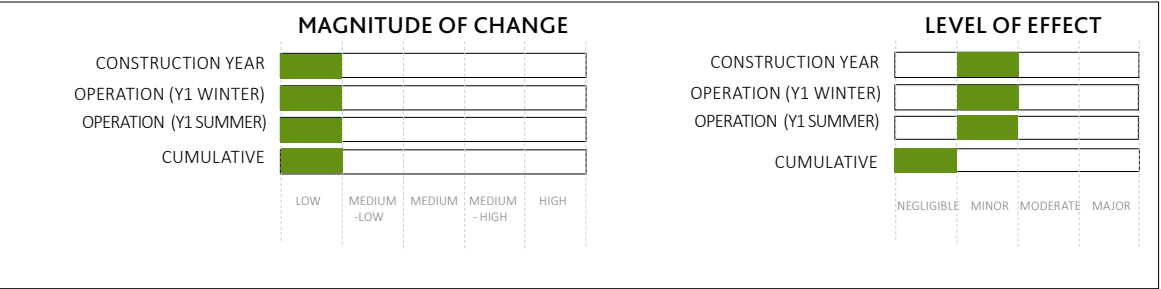 MAGNITUDE OF CHANGE
CONSTRUCTION YEAR
OPERATION (Y1 WINTER)
OPERATION (Y1 SUMMER)
CUMULATIVE
LOW
MEDIUM
-LOW
MEDIUM
MEDIUM
- HIGH
HIGH
LEVEL OF EFFECT
CONSTRUCTION YEAR
OPERATION (Y1 WINTER)
OPERATION (Y1 SUMMER)
CUMULATIVE
NEGLIGIBLE
MINOR
MODERATE
MAJOR